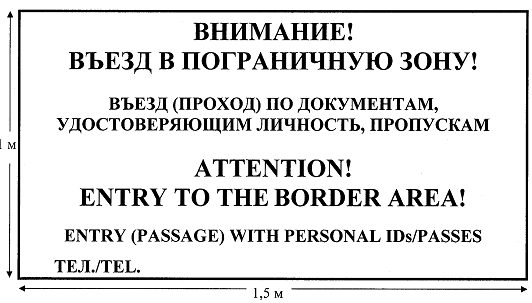 ВНИМАНИЕ!
ВЪЕЗД В ПОГРАНИЧНУЮ ЗОНУ!
ВЪЕЗД (ПРОХОД) ПО ДОКУМЕНТАМ,
УДОСТОВЕРЯЮЩИМ ЛИЧНОСТЬ, ПРОПУСКАМ
1 м
ATTENTION!
ENTRY TO THE BORDER AREA!
ENTRY (PASSAGE) WITH PERSONAL IDs/PASSES
ТЕЛ./TEL.
1,5 м